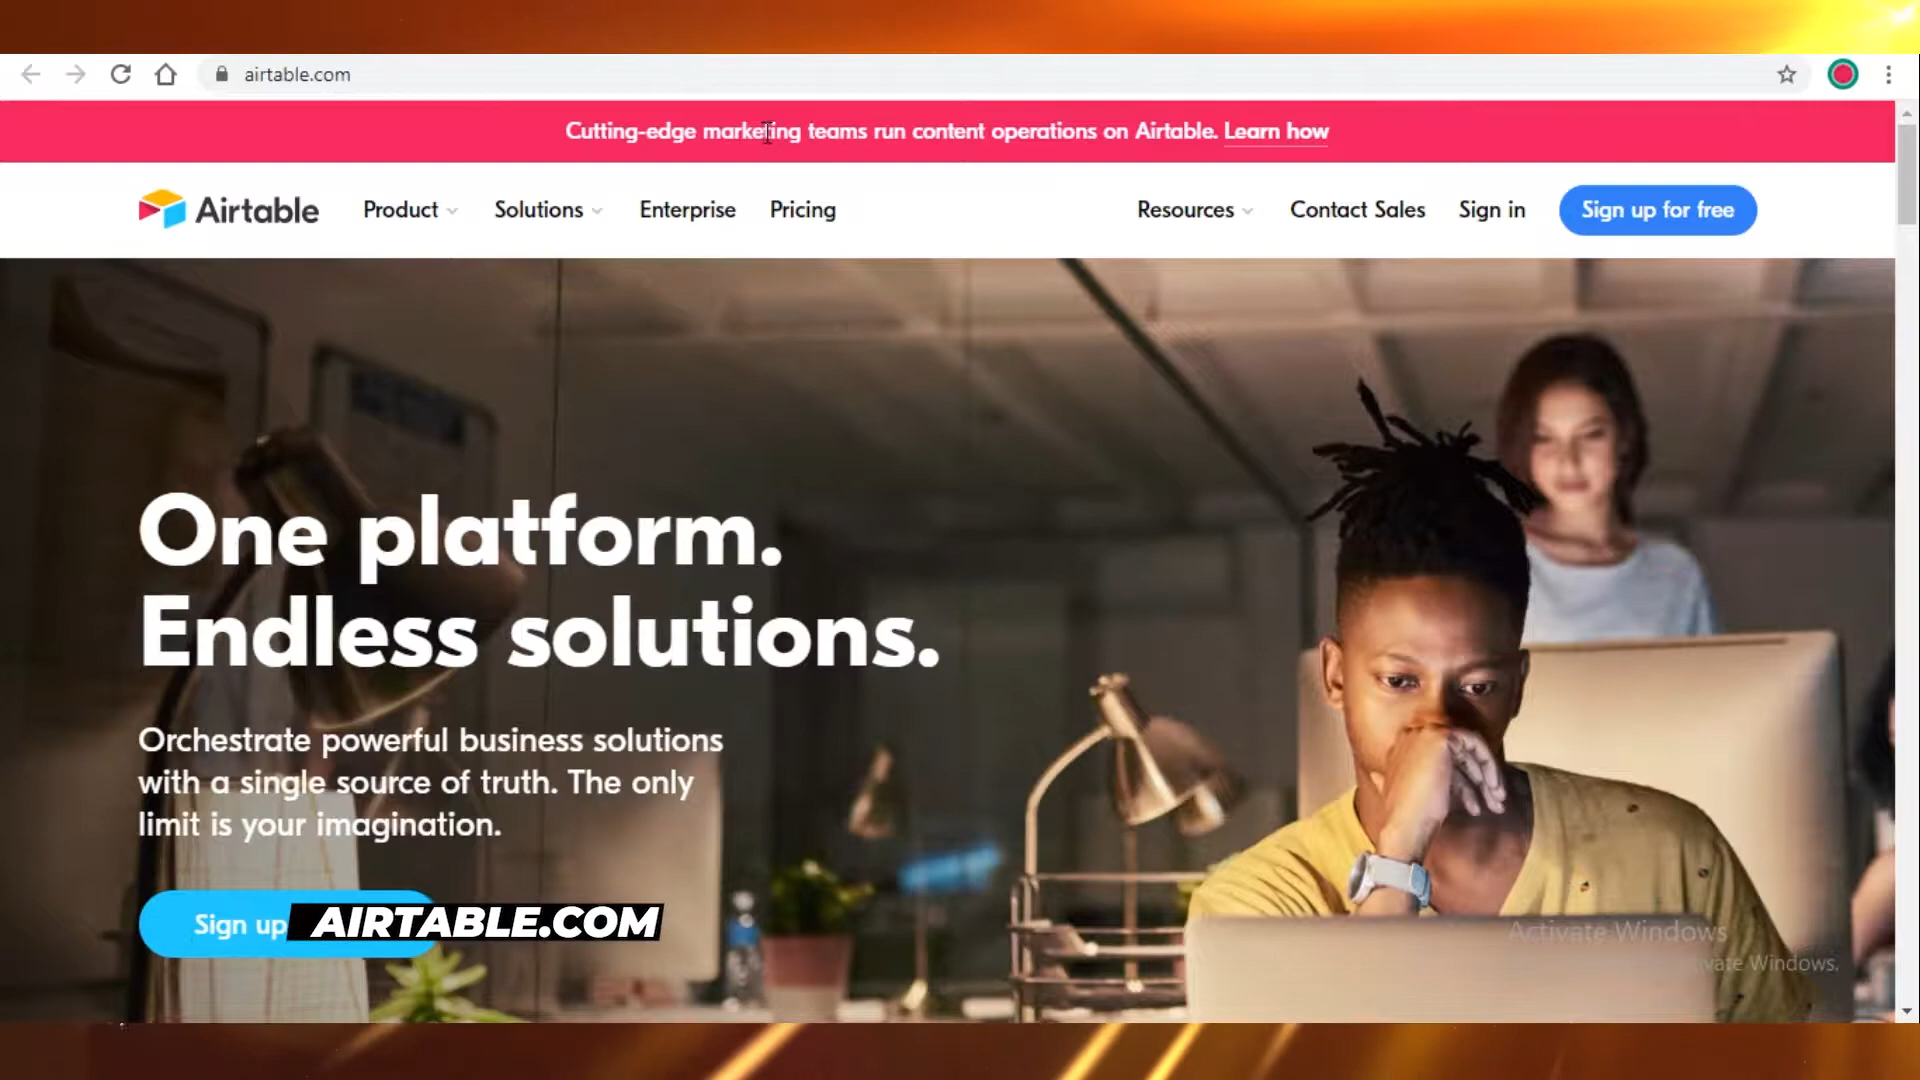 airtable.com
Cutting-edge marketing teams run content operations on Airtable. Learn how
Airtable Product Solutions Enterprise Pricing Resources Contact Sales Sign in Sign up for free
One platform.
Endless solutions.
Orchestrate powerful business solutions
with a single source of truth. The only
limit is your imagination.
Sign up
AIRTABLE.COM
Activate Windows
Windows.